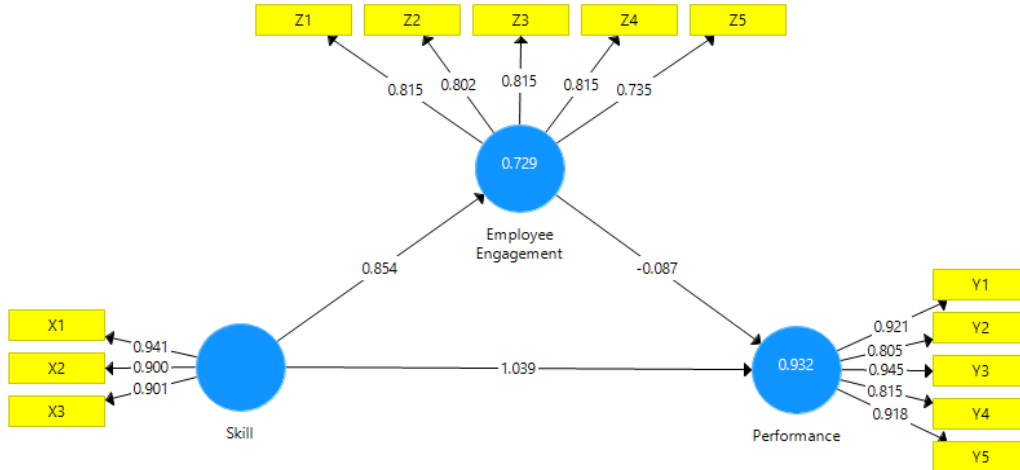 Z1
Z2
Z3
Z4
Z5
0.815
0.802
0.815
0.815
0.735
0.729
Employee
Engagement
0.854
-0.087
X1
X2
X3
0.941
0.900
0.901
Skill
1.039
0.932
Performance
0.921
0.805
0.945
0.815
0.918
Y1
Y2
Y3
Y4
Y5